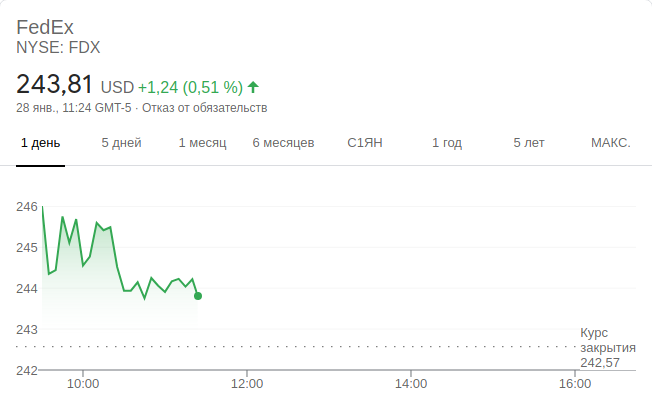 FedEx
NYSE: FDX
243,81 USD +1,24 (0,51 %)
28 янв., 11:24 GMT-5 · Отказ от обязательств
1 день 5 дней 1 месяц 6 месяцев С1ЯН 1 год 5 лет МАКС.
246
245
244
243
Курс
закрытия
242,57
242
10:00 12:00 14:00 16:00